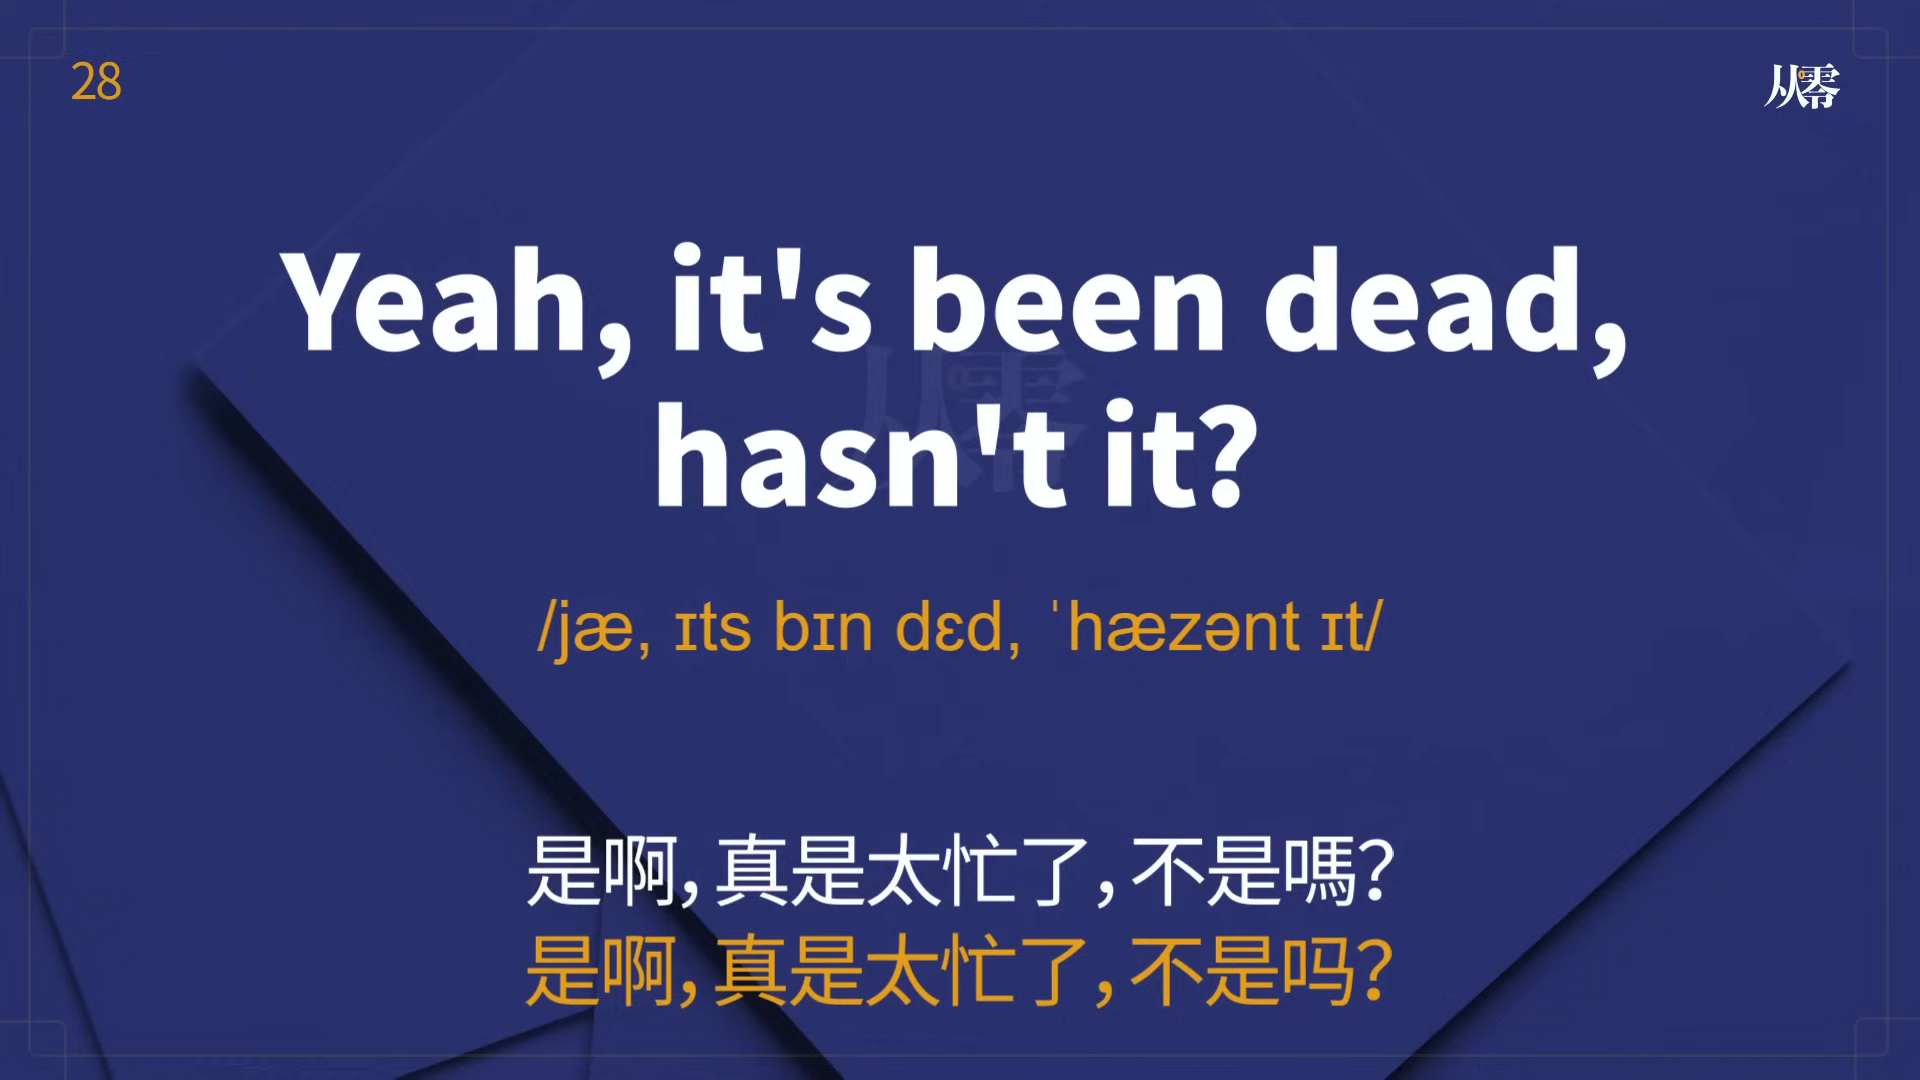 28
从零
Yeah, it's been dead,
hasn't it?
/jæ, ɪts bɪn dɛd, ˈhæzənt ɪt/
是啊，真是太忙了，不是嗎？
是啊，真是太忙了，不是吗？